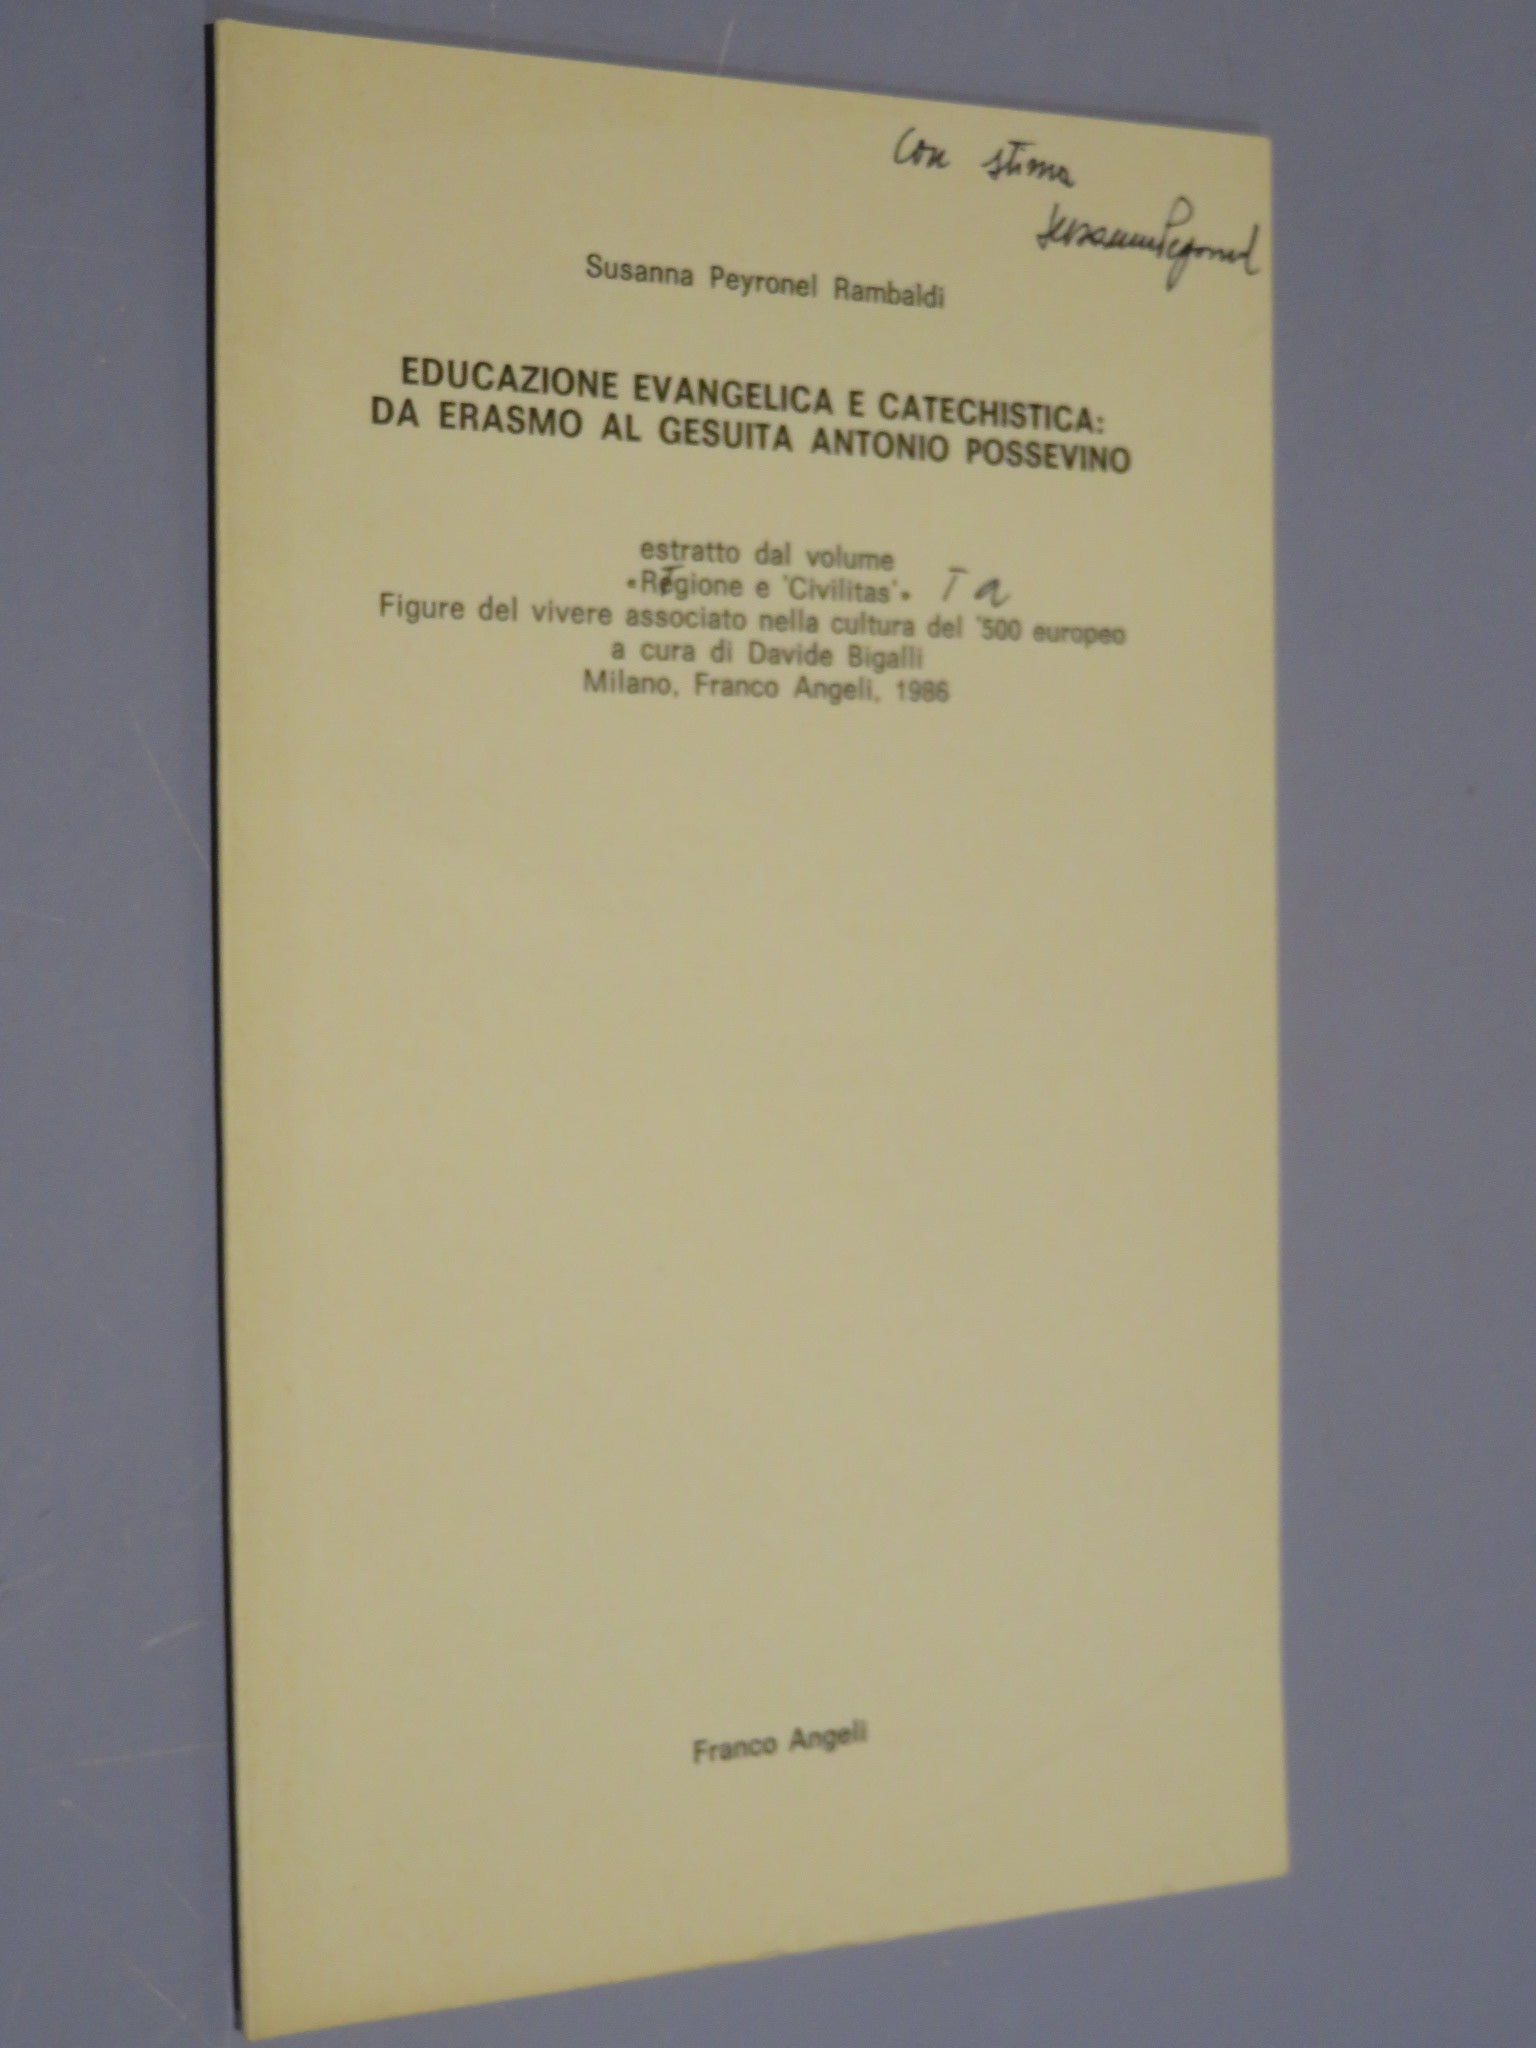 Con stima
Susanna Peyronel
Susanna Peyronel Rambaldi
EDUCAZIONE EVANGELICA E CATECHISTICA:
DA ERASMO AL GESUITA ANTONIO POSSEVINO
estratto dal volume
«Region e 'Civilitas'» T a
Figure del vivere associato nella cultura del '500 europeo
a cura di Davide Bigalli
Milano, Franco Angeli, 1986
Franco Angeli